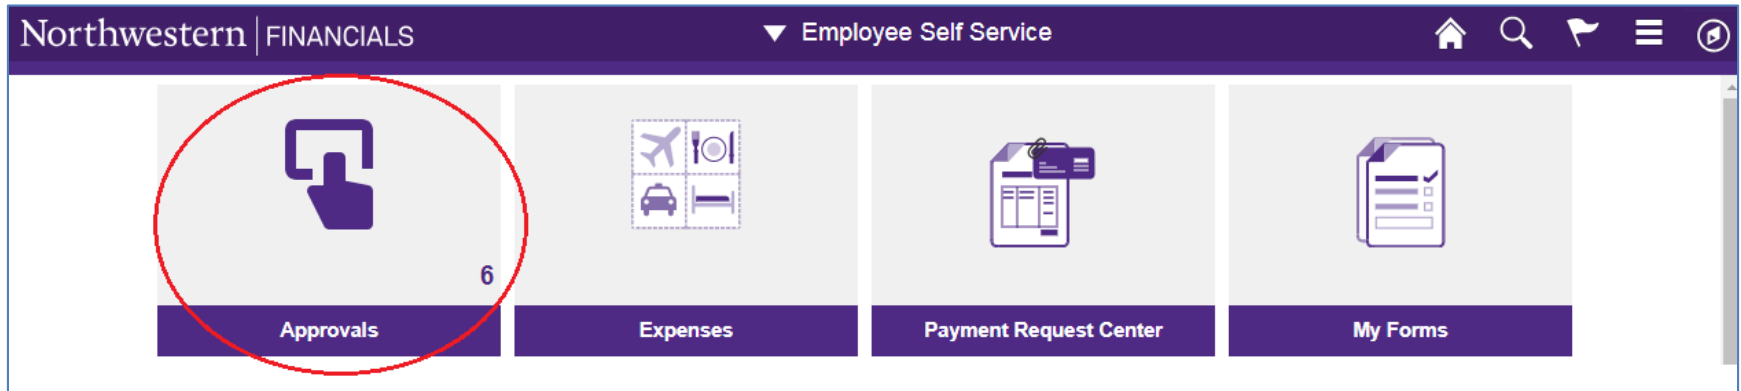 Northwestern | FINANCIALS
Employee Self Service
6
Approvals
Expenses
Payment Request Center
My Forms